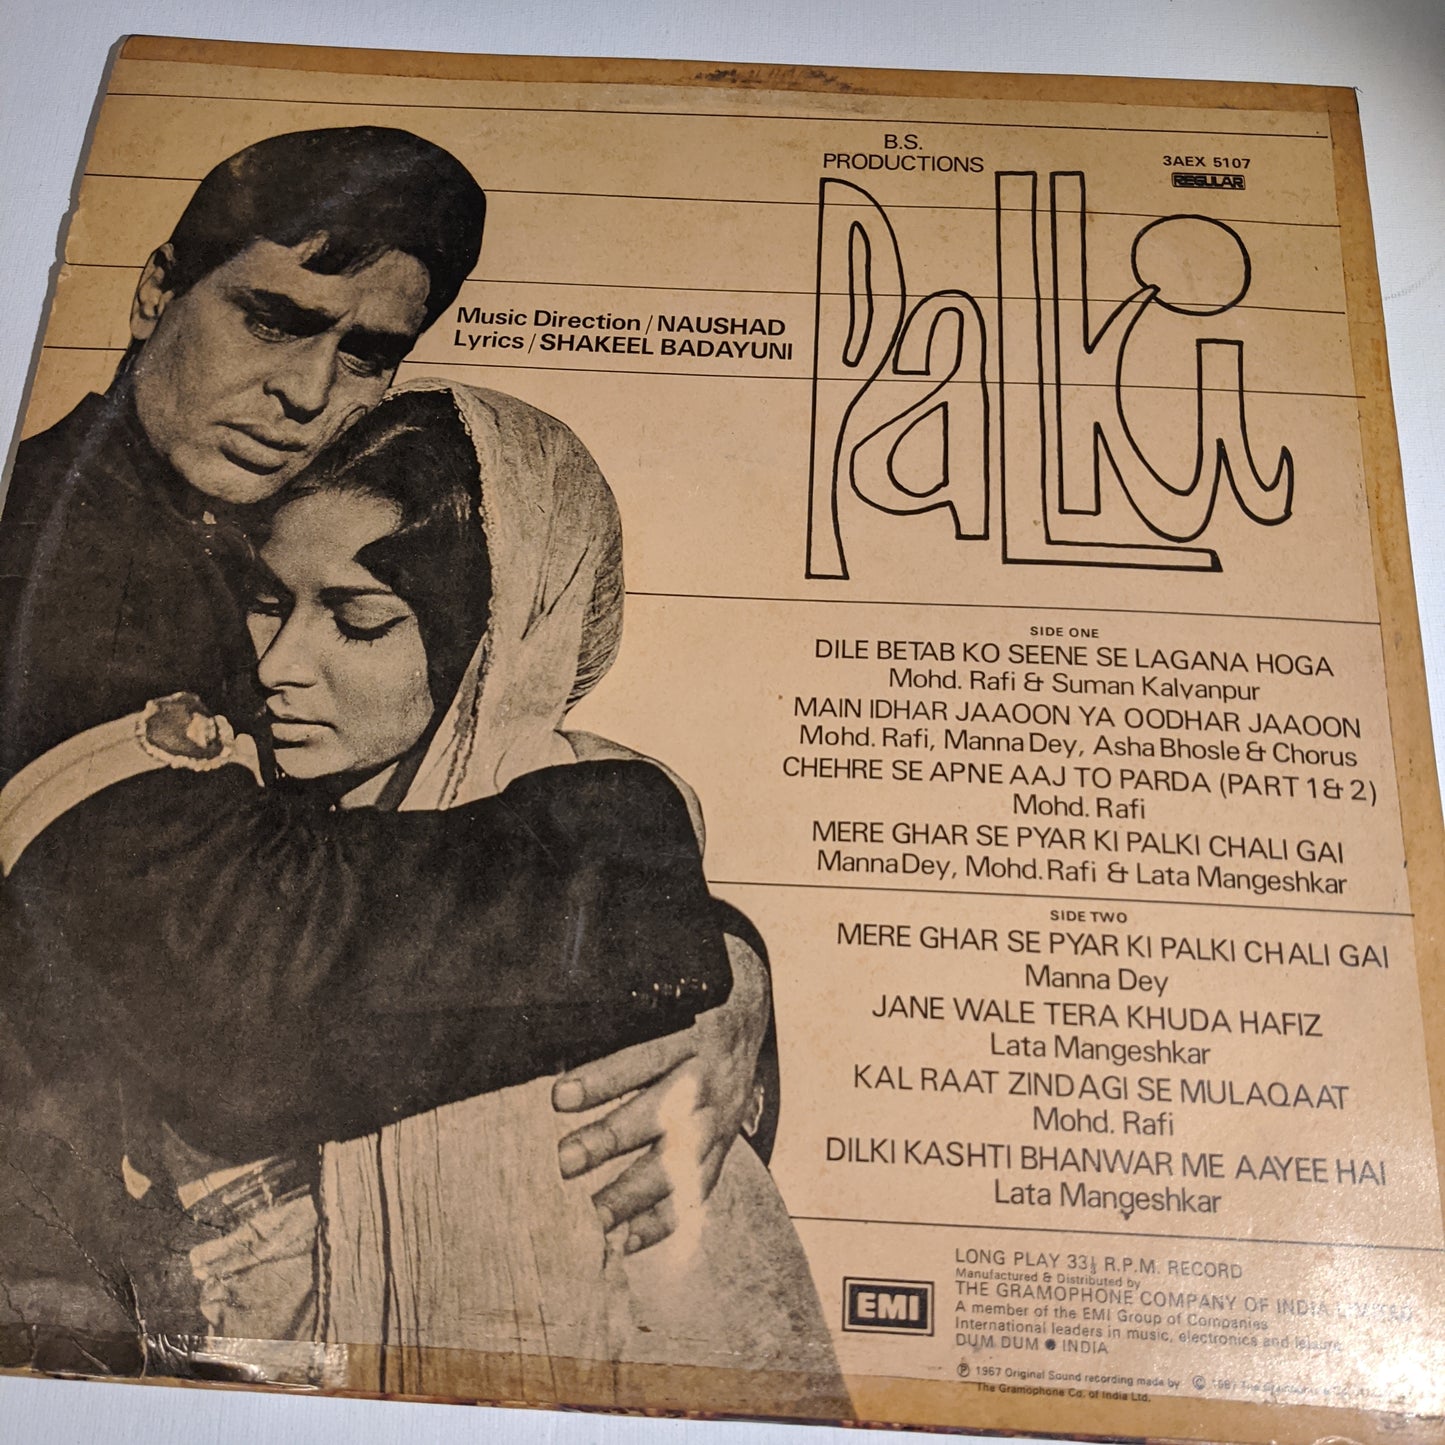 B.S.
PRODUCTIONS
3AEX 5107
REGULAR
PALKI
Music Direction / NAUSHAD
Lyrics / SHAKEEL BADAYUNI
SIDE ONE
DILE BETAB KO SEENE SE LAGANA HOGA
Mohd. Rafi & Suman Kalyanpur
MAIN IDHAR JAAOON YA OODHAR JAAOON
Mohd. Rafi, Manna Dey, Asha Bhosle & Chorus
CHEHRE SE APNE AAJ TO PARDA (PART 1 & 2)
Mohd. Rafi
MERE GHAR SE PYAR KI PALKI CHALI GAI
Manna Dey, Mohd. Rafi & Lata Mangeshkar
SIDE TWO
MERE GHAR SE PYAR KI PALKI CHALI GAI
Manna Dey
JANE WALE TERA KHUDA HAFIZ
Lata Mangeshkar
KAL RAAT ZINDAGI SE MULAQAAT
Mohd. Rafi
DILKI KASHTI BHANWAR ME AAYEE HAI
Lata Mangeshkar
EMI
LONG PLAY 33⅓ R.P.M. RECORD
Manufactured & Distributed by
THE GRAMOPHONE COMPANY OF INDIA LIMITED
A member of the EMI Group of Companies
International leaders in music, electronics and leisure
DUM DUM ● INDIA
℗ 1967 Original Sound recording made by ©
The Gramophone Co. of India Ltd.